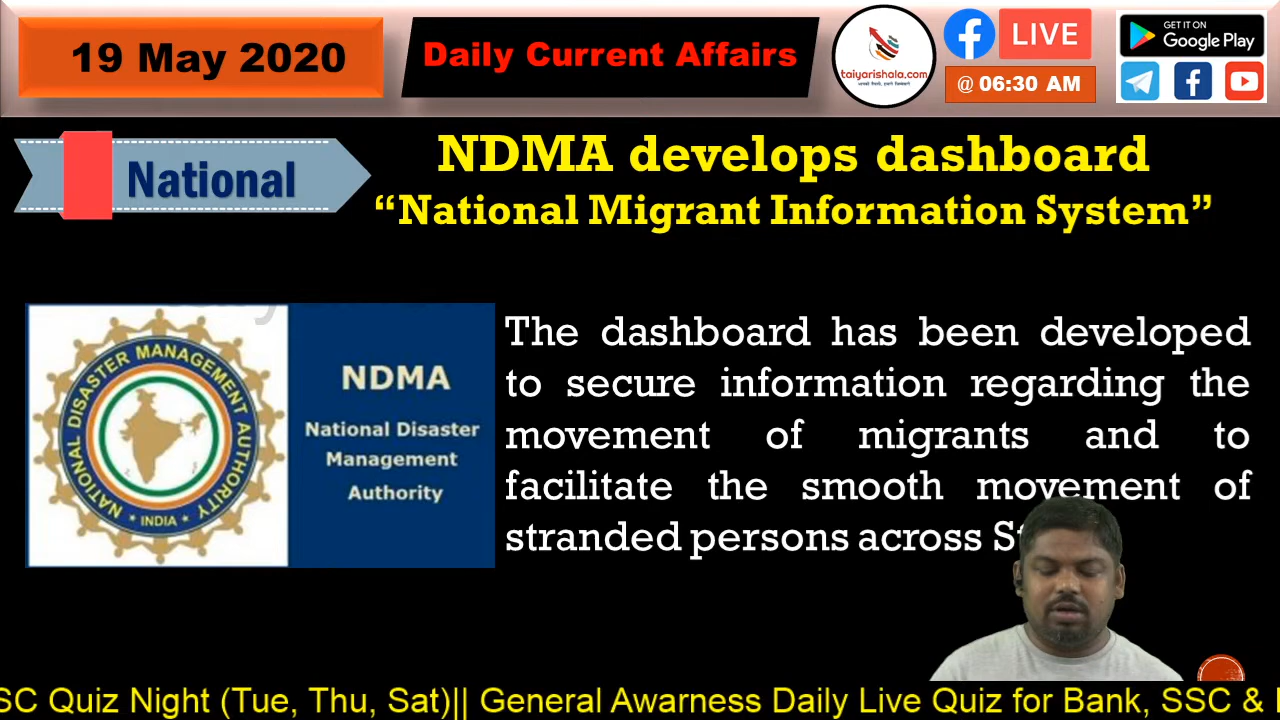 19 May 2020
Daily Current Affairs
taiyarishala.com
LIVE
@ 06:30 AM
GET IT ON
Google Play
National
NDMA develops dashboard
“National Migrant Information System”
NATIONAL DISASTER MANAGEMENT AUTHORITY
* INDIA *
NDMA
National Disaster
Management
Authority
The dashboard has been developed
to secure information regarding the
movement of migrants and to
facilitate the smooth movement of
stranded persons across
SC Quiz Night (Tue, Thu, Sat)|| General Awarness Daily Live Quiz for Bank, SSC &